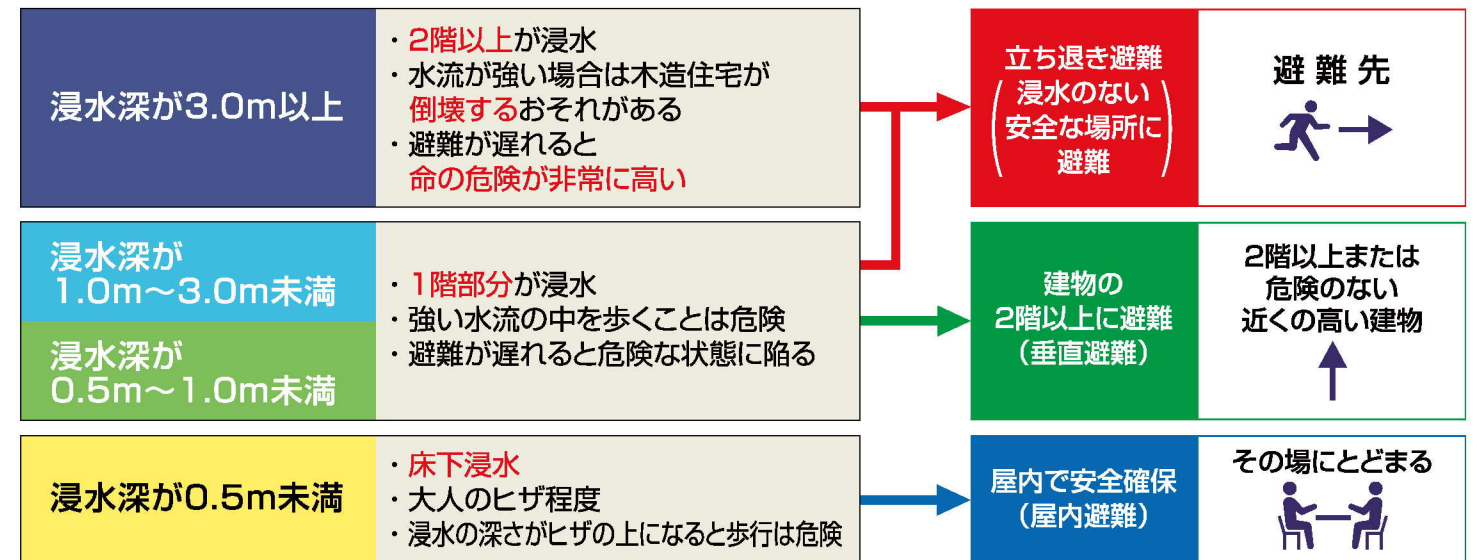 浸水深が3.0m以上
・2階以上が浸水
・水流が強い場合は木造住宅が
倒壊するおそれがある
・避難が遅れると
命の危険が非常に高い
立ち退き避難
(浸水のない
安全な場所に
避難)
避難先
浸水深が
1.0m〜3.0m未満
浸水深が
0.5m〜1.0m未満
・1階部分が浸水
・強い水流の中を歩くことは危険
・避難が遅れると危険な状態に陥る
建物の
2階以上に避難
(垂直避難)
2階以上または
危険のない
近くの高い建物
浸水深が0.5m未満
・床下浸水
・大人のヒザ程度
・浸水の深さがヒザの上になると歩行は危険
屋内で安全確保
(屋内避難)
その場にとどまる